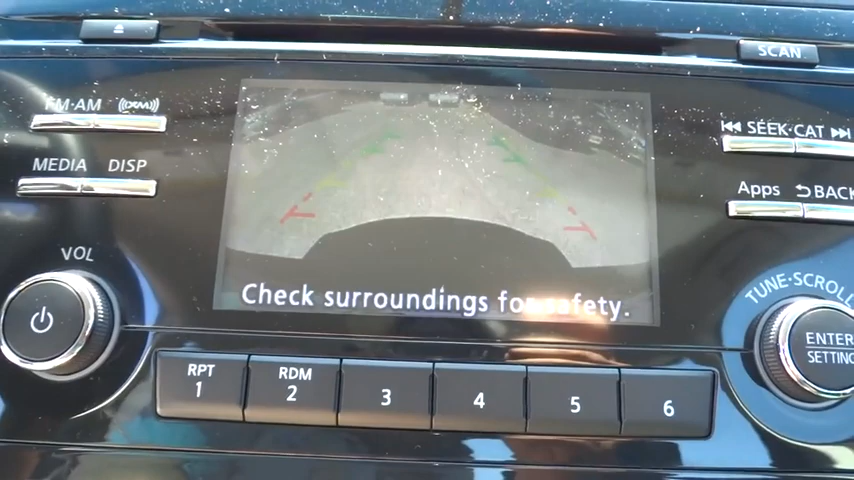 SCAN
FM·AM (((XM)))
SEEK·CAT
MEDIA DISP
Apps BACK
VOL
TUNE·SCROLL
Check surroundings for safety.
ENTER
SETTING
RPT RDM
1 2 3 4 5 6